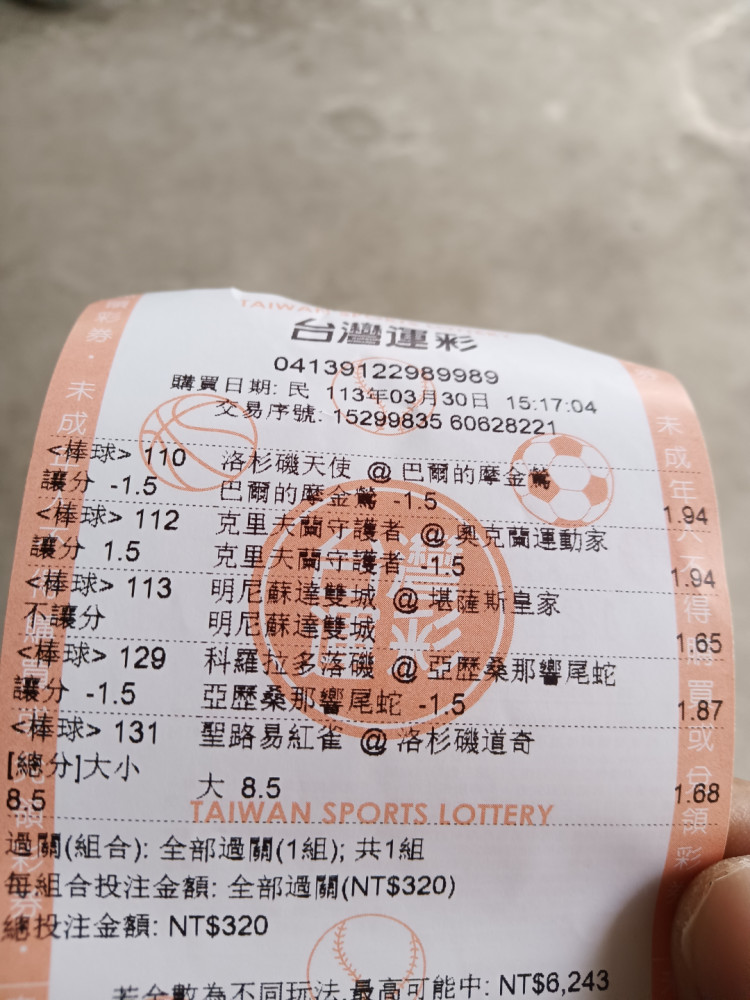 台灣運彩
04139122989989
購買日期: 民 113年03月30日 15:17:04
交易序號: 15299835 60628221
<棒球> 110 洛杉磯天使 @ 巴爾的摩金鶯
讓分 -1.5 巴爾的摩金鶯 -1.5 1.94
<棒球> 112 克里夫蘭守護者 @ 奧克蘭運動家
讓分 1.5 克里夫蘭守護者 -1.5 1.94
<棒球> 113 明尼蘇達雙城 @ 堪薩斯皇家
不讓分 明尼蘇達雙城 1.65
<棒球> 129 科羅拉多落磯 @ 亞歷桑那響尾蛇
讓分 -1.5 亞歷桑那響尾蛇 -1.5 1.87
<棒球> 131 聖路易紅雀 @ 洛杉磯道奇
[總分]大小
8.5 大 8.5 1.68
TAIWAN SPORTS LOTTERY
過關(組合): 全部過關(1組); 共1組
每組合投注金額: 全部過關(NT$320)
總投注金額: NT$320
若全數為不同玩法,最高可能中: NT$6,243